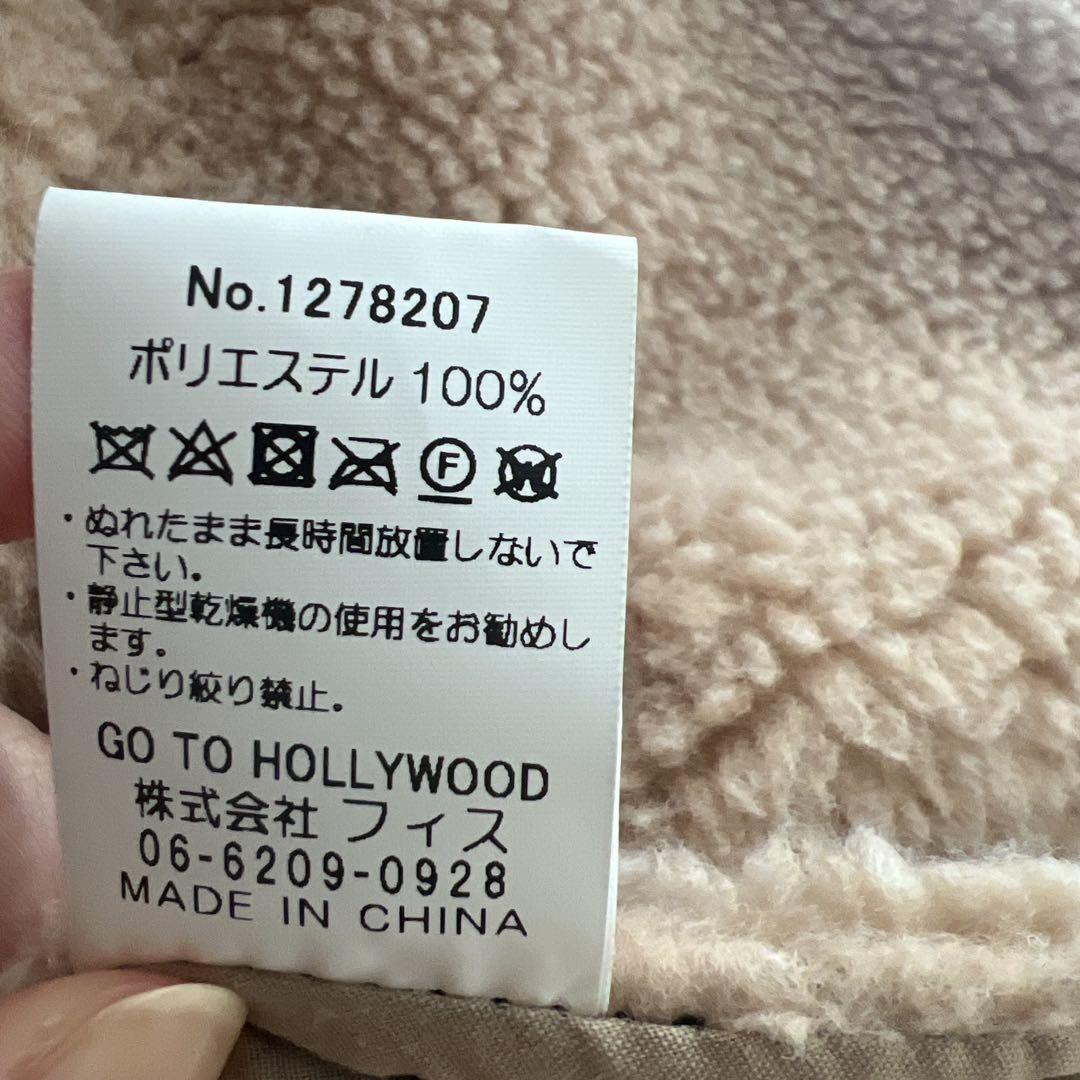 No.1278207
ポリエステル 100%
F W
・ぬれたまま長時間放置しないで
下さい。
・静止型乾燥機の使用をお勧めし
ます。
・ねじり絞り禁止。
GO TO HOLLYWOOD
株式会社 フィス
06-6209-0928
MADE IN CHINA